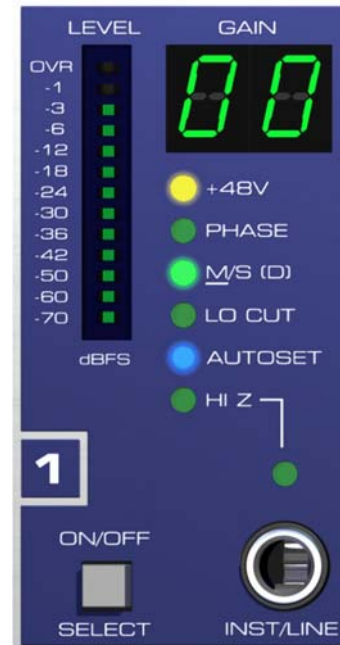 LEVEL
GAIN
OVR
-1
-3
-6
-12
-18
-24
-30
-36
-42
-50
-60
-70
dBFS
00
+48V
PHASE
M/S (D)
LO CUT
AUTOSET
HI Z
1
ON/OFF
SELECT
INST/LINE